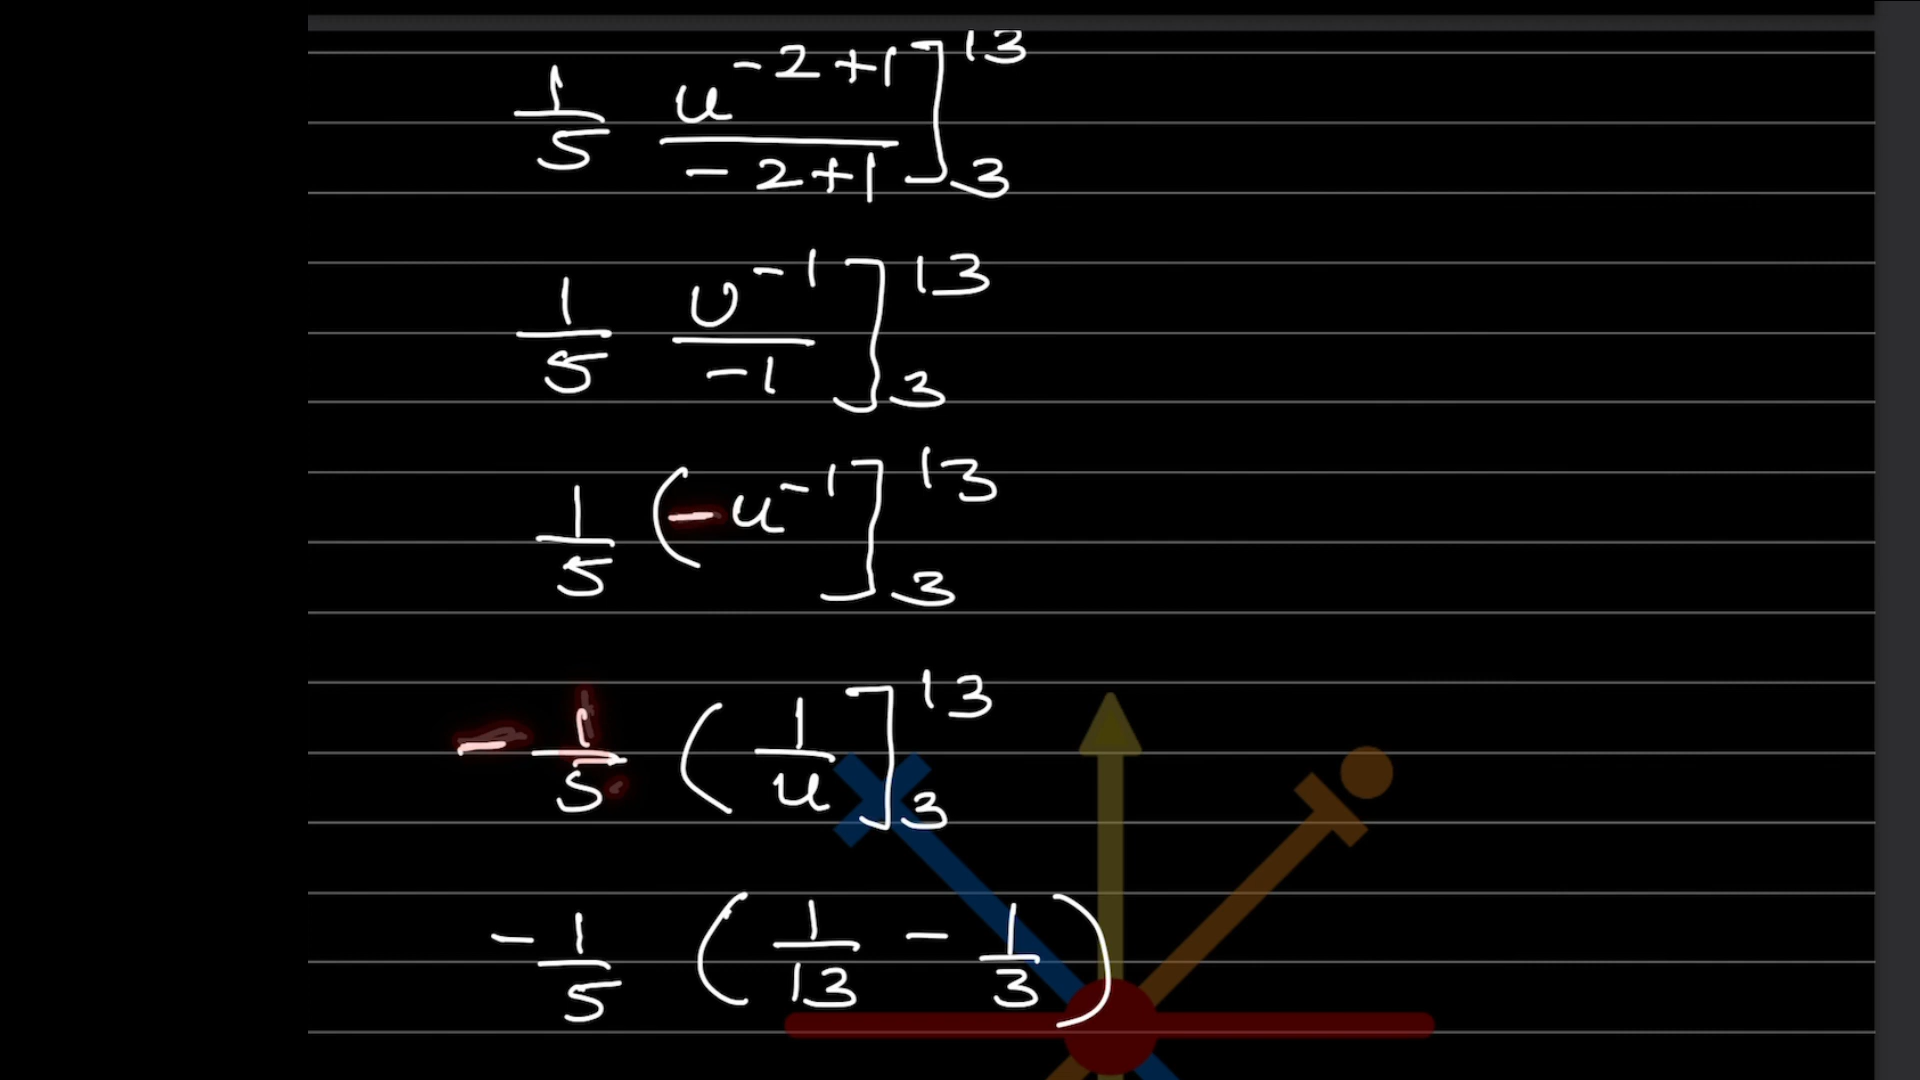 1/5 u^(-2+1)/(-2+1) ]_3^13
1/5 u^(-1)/(-1) ]_3^13
1/5 (-u^(-1) ]_3^13
-1/5 (1/u ]_3^13
-1/5 (1/13 - 1/3)